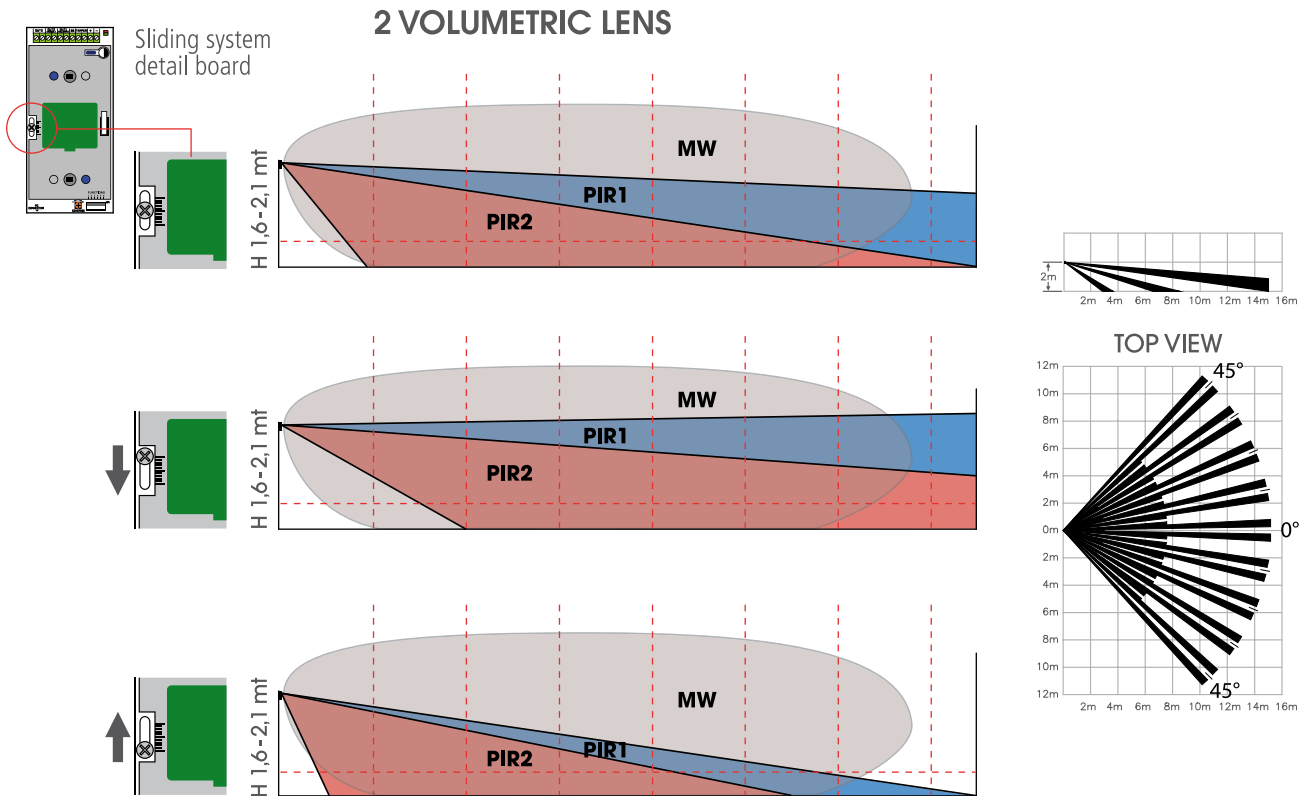 2 VOLUMETRIC LENS
Sliding system
detail board
H 1,6-2,1 mt
MW
PIR1
PIR2
H 1,6-2,1 mt
MW
PIR1
PIR2
H 1,6-2,1 mt
MW
PIR1
PIR2
2m
2m 4m 6m 8m 10m 12m 14m 16m
TOP VIEW
12m
10m
8m
6m
4m
2m
0m
2m
4m
6m
8m
10m
12m
45°
0°
45°
2m 4m 6m 8m 10m 12m 14m 16m